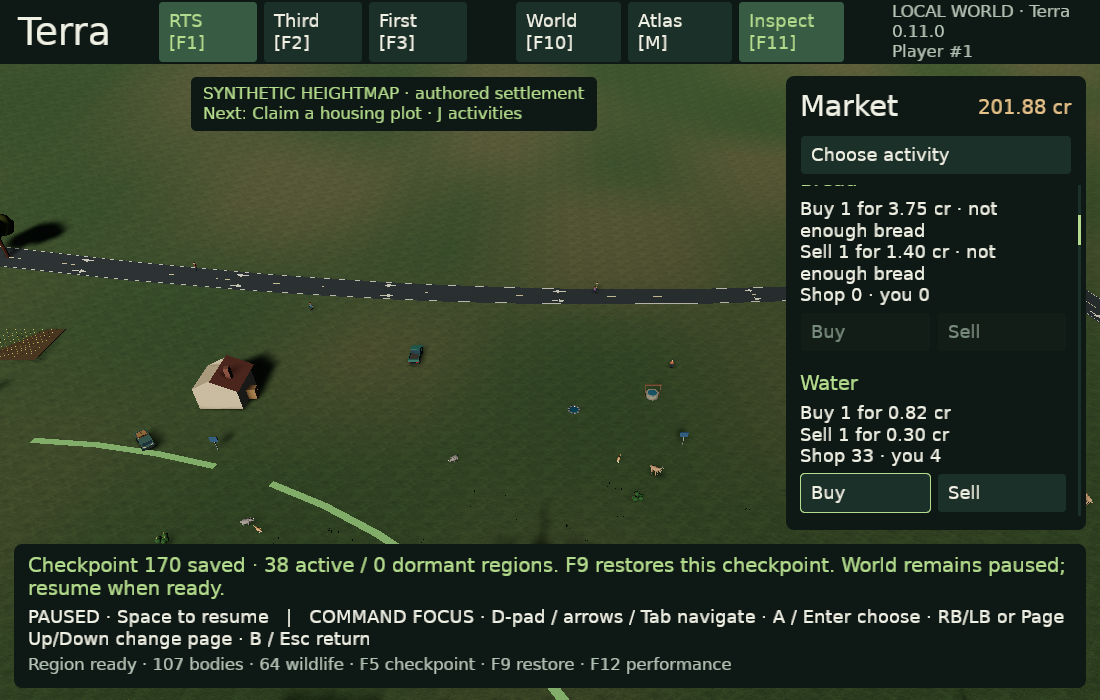 Terra
RTS
[F1]
Third
[F2]
First
[F3]
World
[F10]
Atlas
[M]
Inspect
[F11]
LOCAL WORLD · Terra
0.11.0
Player #1
SYNTHETIC HEIGHTMAP · authored settlement
Next: Claim a housing plot · J activities
Market
201.88 cr
Choose activity
Buy 1 for 3.75 cr · not
enough bread
Sell 1 for 1.40 cr · not
enough bread
Shop 0 · you 0
Buy
Sell
Water
Buy 1 for 0.82 cr
Sell 1 for 0.30 cr
Shop 33 · you 4
Buy
Sell
Checkpoint 170 saved · 38 active / 0 dormant regions. F9 restores this checkpoint. World remains paused;
resume when ready.
PAUSED · Space to resume | COMMAND FOCUS · D-pad / arrows / Tab navigate · A / Enter choose · RB/LB or Page
Up/Down change page · B / Esc return
Region ready · 107 bodies · 64 wildlife · F5 checkpoint · F9 restore · F12 performance